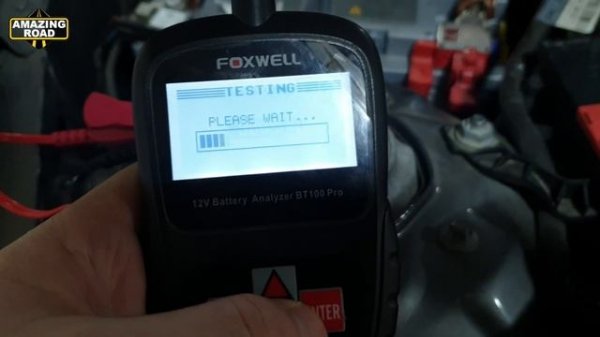 AMAZING
ROAD
FOXWELL
TESTING
PLEASE WAIT...
12V Battery Analyzer BT100 Pro